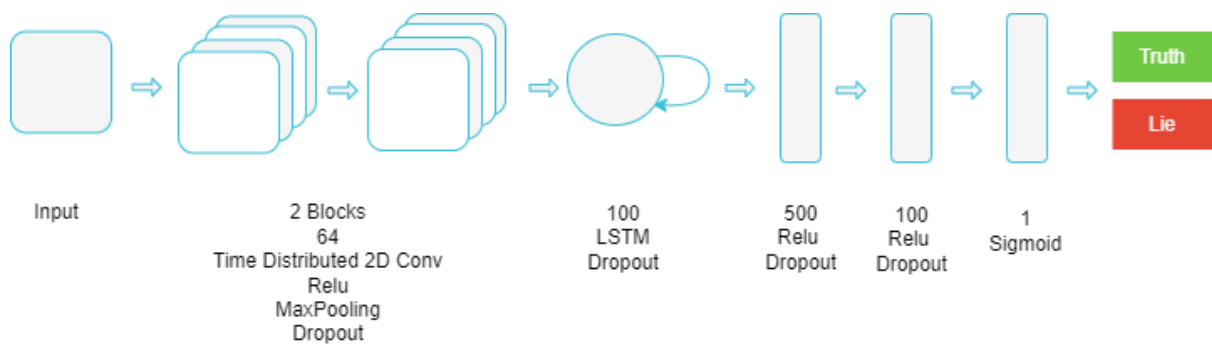 Truth
Lie
Input
2 Blocks
64
Time Distributed 2D Conv
Relu
MaxPooling
Dropout
100
LSTM
Dropout
500
Relu
Dropout
100
Relu
Dropout
1
Sigmoid